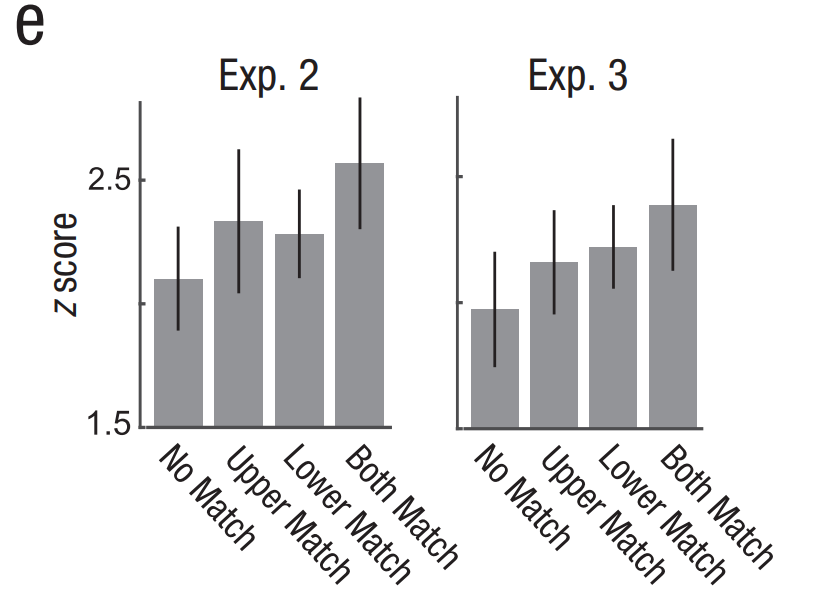 e
Exp. 2
Exp. 3
z score
2.5
1.5
No Match
Upper Match
Lower Match
Both Match
No Match
Upper Match
Lower Match
Both Match